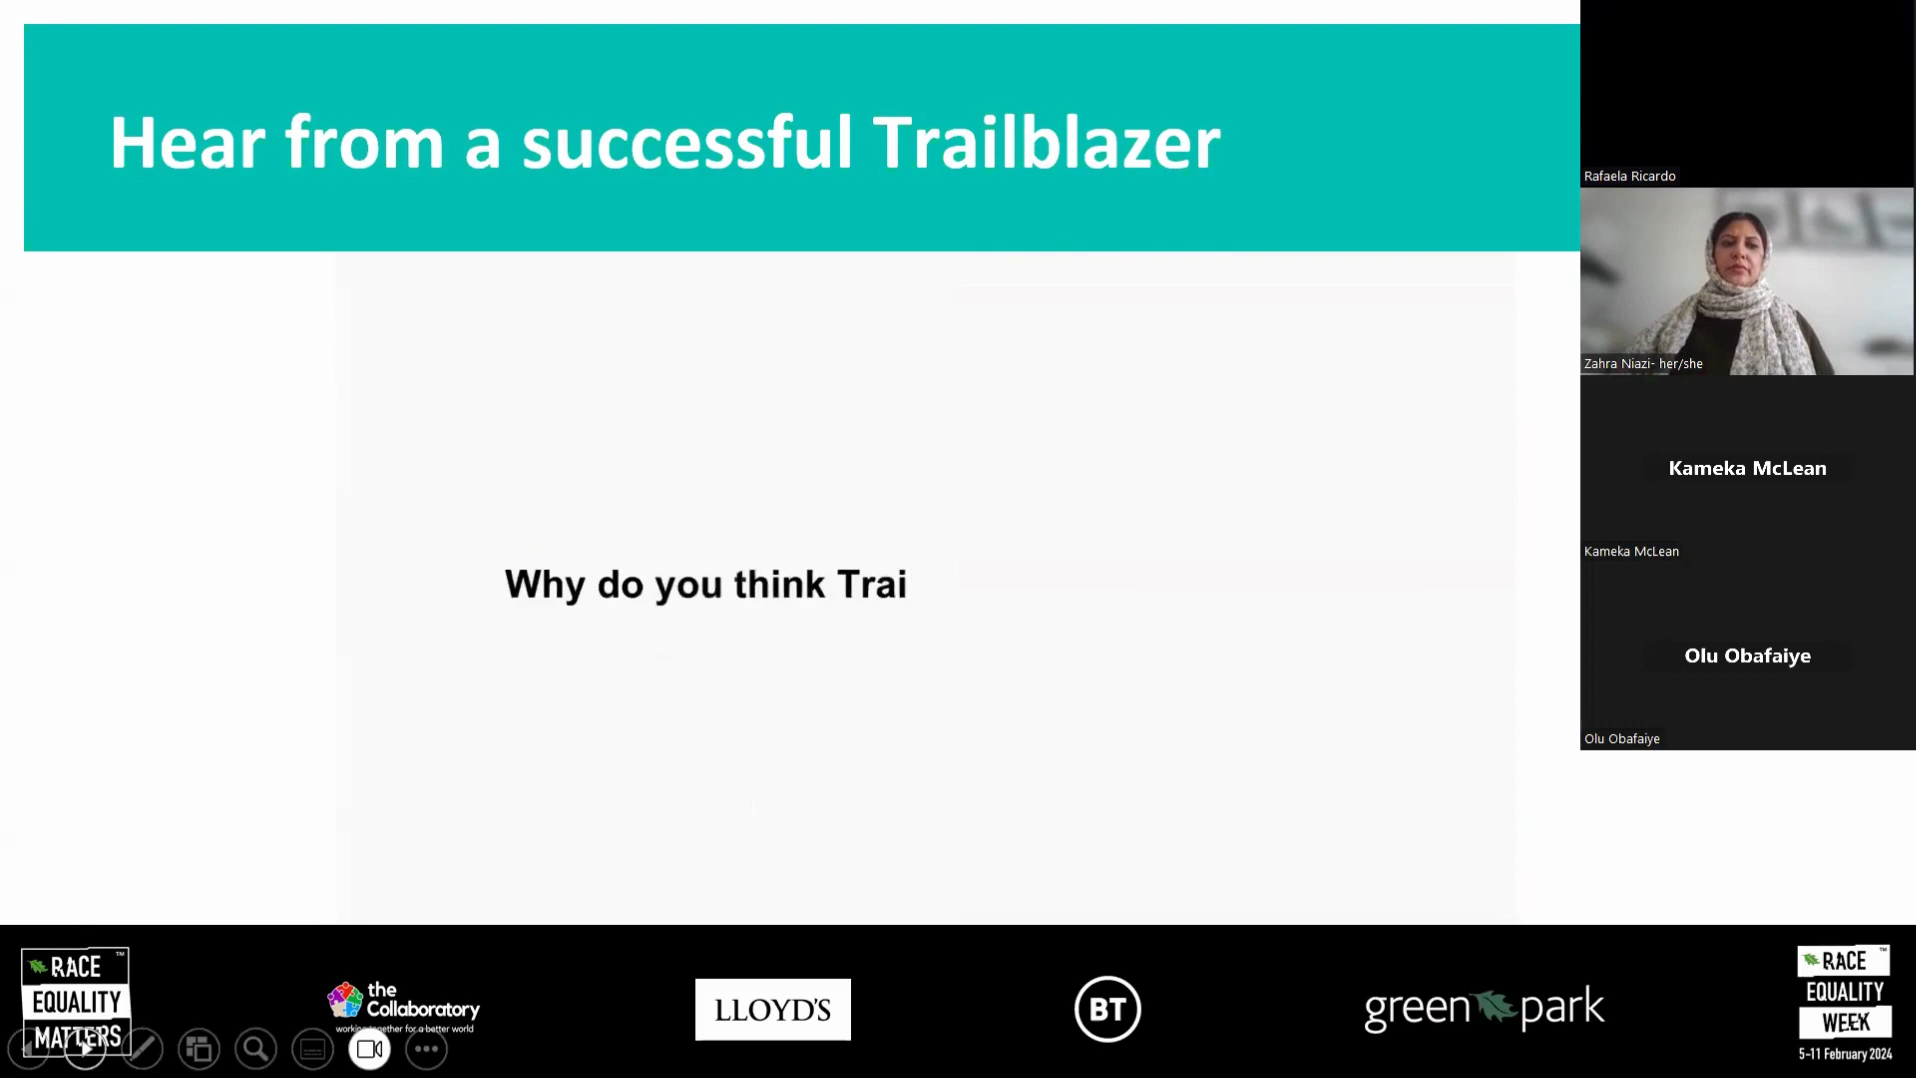 Hear from a successful Trailblazer
Rafaela Ricardo
Zahra Niazi- her/she
Kameka McLean
Kameka McLean
Olu Obafaiye
Olu Obafaiye
Why do you think Trai
RACE ™
EQUALITY
MATTERS
the
Collaboratory
working together for a better world
LLOYD'S
BT
green park
RACE ™
EQUALITY
WEEK
5-11 February 2024